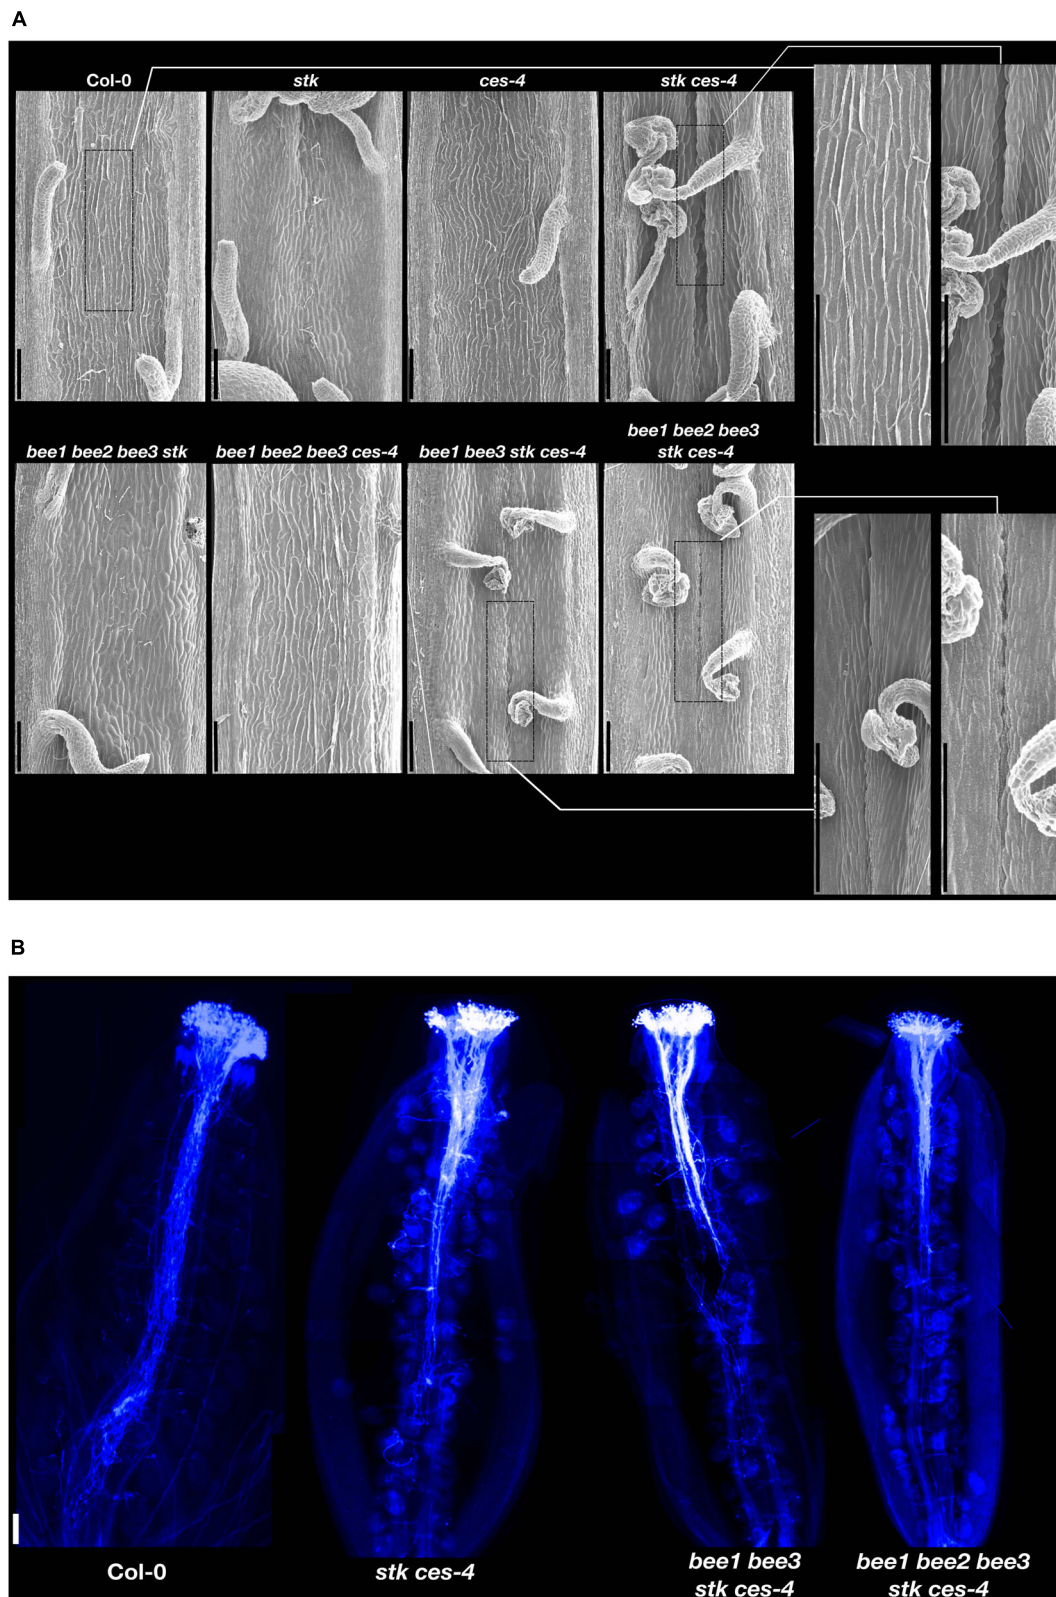 A
Col-0
stk
ces-4
stk ces-4
bee1 bee2 bee3 stk
bee1 bee2 bee3 ces-4
bee1 bee3 stk ces-4
bee1 bee2 bee3
stk ces-4
B
Col-0
stk ces-4
bee1 bee3
stk ces-4
bee1 bee2 bee3
stk ces-4